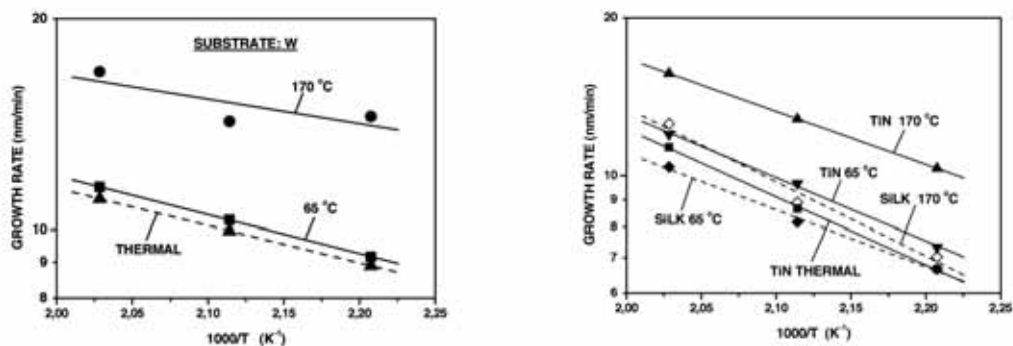 20
SUBSTRATE: W
170 °C
GROWTH RATE (nm/min)
10
65 °C
9
THERMAL
8
2,00 2,05 2,10 2,15 2,20 2,25
1000/T (K⁻¹)
20
TiN 170 °C
GROWTH RATE (nm/min)
10
9
TiN 65 °C
8
SiLK 65 °C
SiLK 170 °C
7
TiN THERMAL
6
2,00 2,05 2,10 2,15 2,20 2,25
1000/T (K⁻¹)